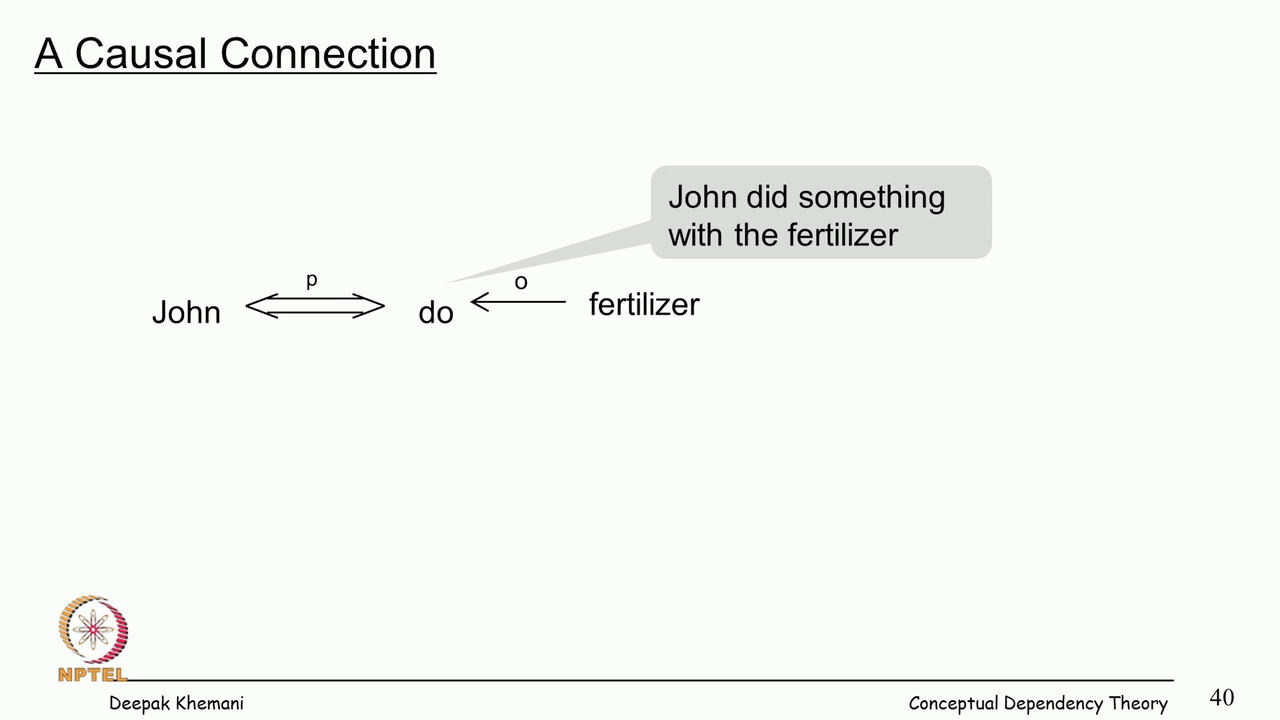 A Causal Connection
John did something
with the fertilizer
p
o
John do fertilizer
NPTEL
Deepak Khemani
Conceptual Dependency Theory
40